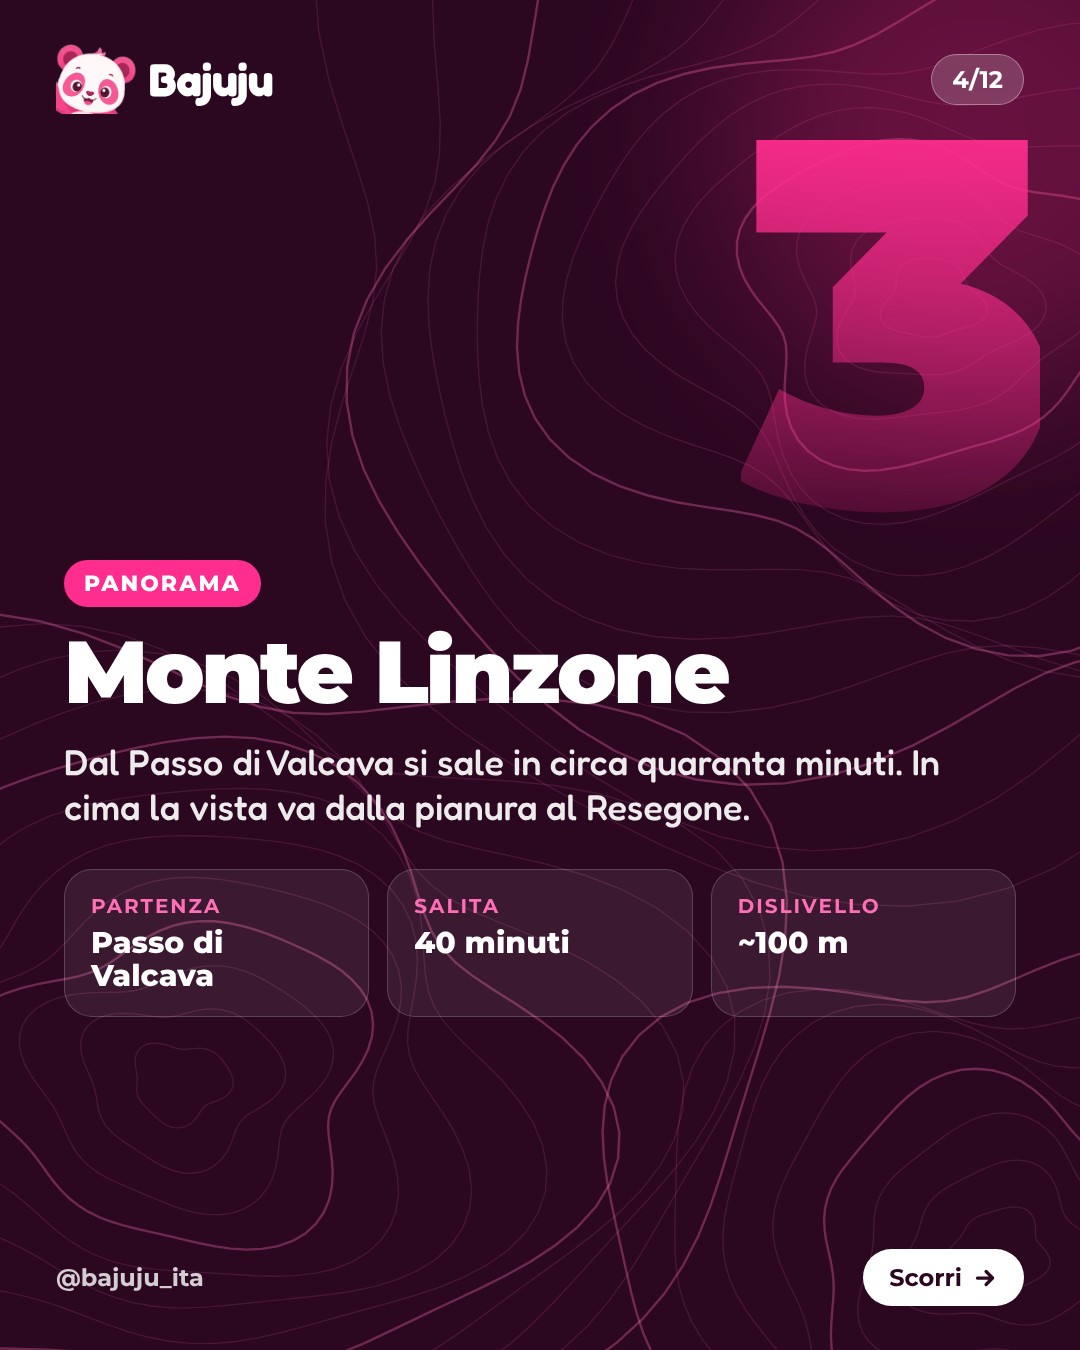 Bajuju
4/12
3
PANORAMA
Monte Linzone
Dal Passo di Valcava si sale in circa quaranta minuti. In
cima la vista va dalla pianura al Resegone.
PARTENZA
Passo di
Valcava
SALITA
40 minuti
DISLIVELLO
~100 m
@bajuju_ita
Scorri →